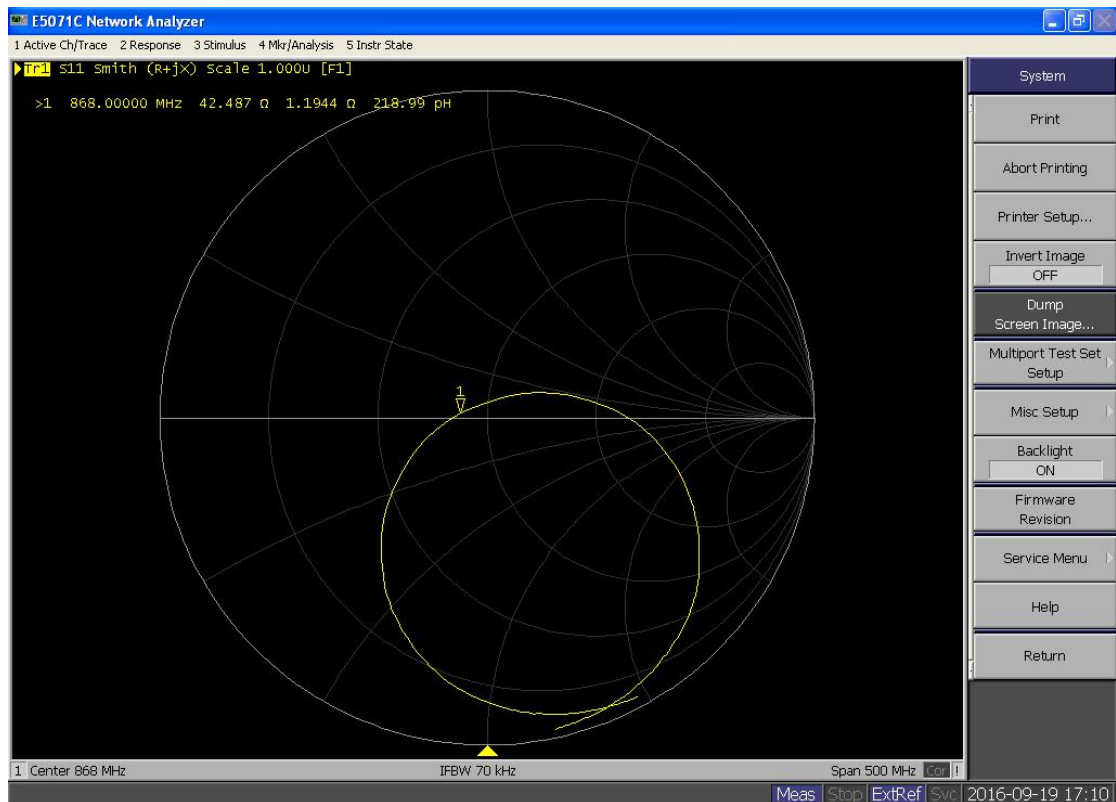 E5071C Network Analyzer
1 Active Ch/Trace 2 Response 3 Stimulus 4 Mkr/Analysis 5 Instr State
Tr1 S11 Smith (R+jX) Scale 1.000U [F1]
>1 868.00000 MHz 42.487 Ω 1.1944 Ω 218.99 pH
1
System
Print
Abort Printing
Printer Setup...
Invert Image
OFF
Dump
Screen Image...
Multiport Test Set
Setup
Misc Setup
Backlight
ON
Firmware
Revision
Service Menu
Help
Return
1 Center 868 MHz IFBW 70 kHz Span 500 MHz Cor !
Meas Stop ExtRef Svc 2016-09-19 17:10